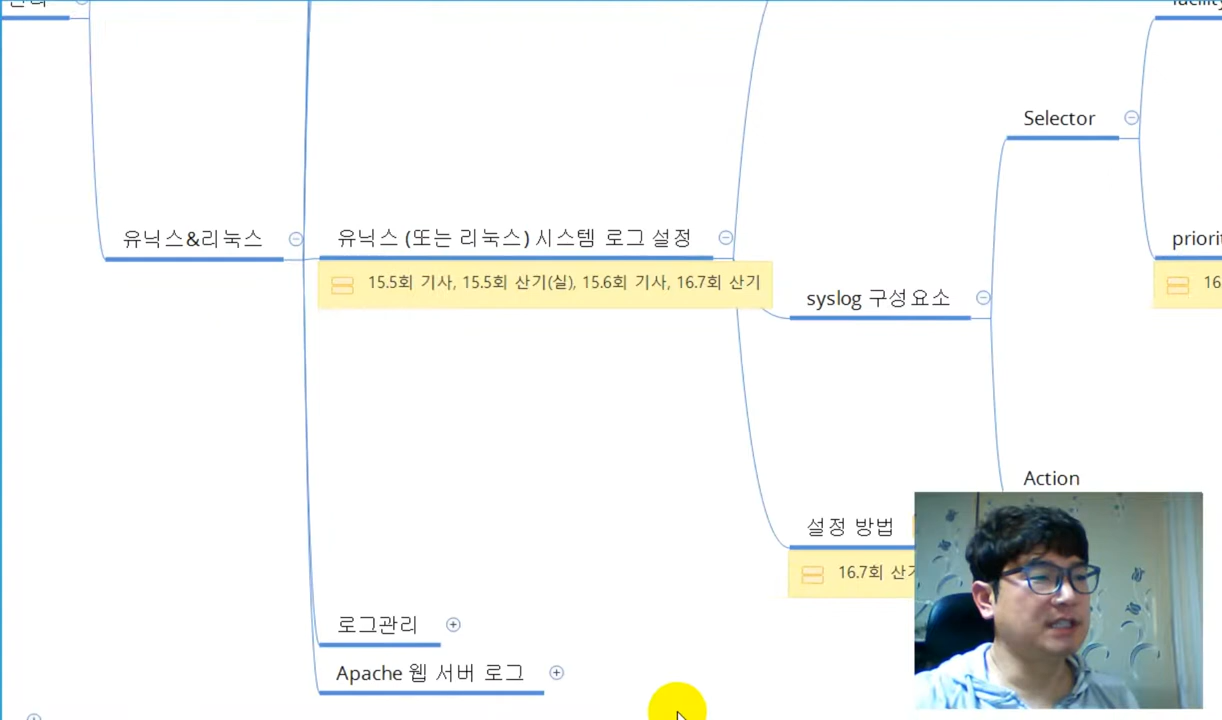 Selector
유닉스&리눅스
유닉스 (또는 리눅스) 시스템 로그 설정
15.5회 기사, 15.5회 산기(실), 15.6회 기사, 16.7회 산기
syslog 구성요소
16
Action
설정 방법
16.7회
로그관리
Apache 웹 서버 로그